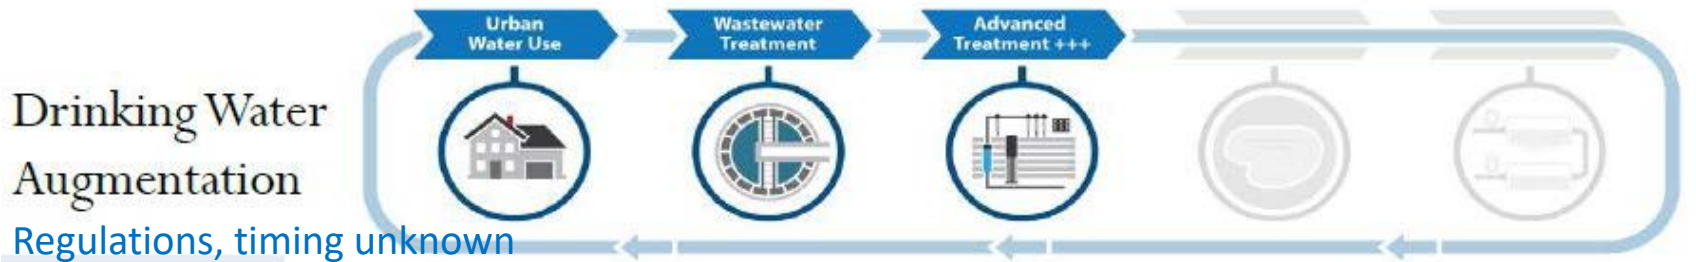 Urban
Water Use
Wastewater
Treatment
Advanced
Treatment +++
Drinking Water
Augmentation
Regulations, timing unknown